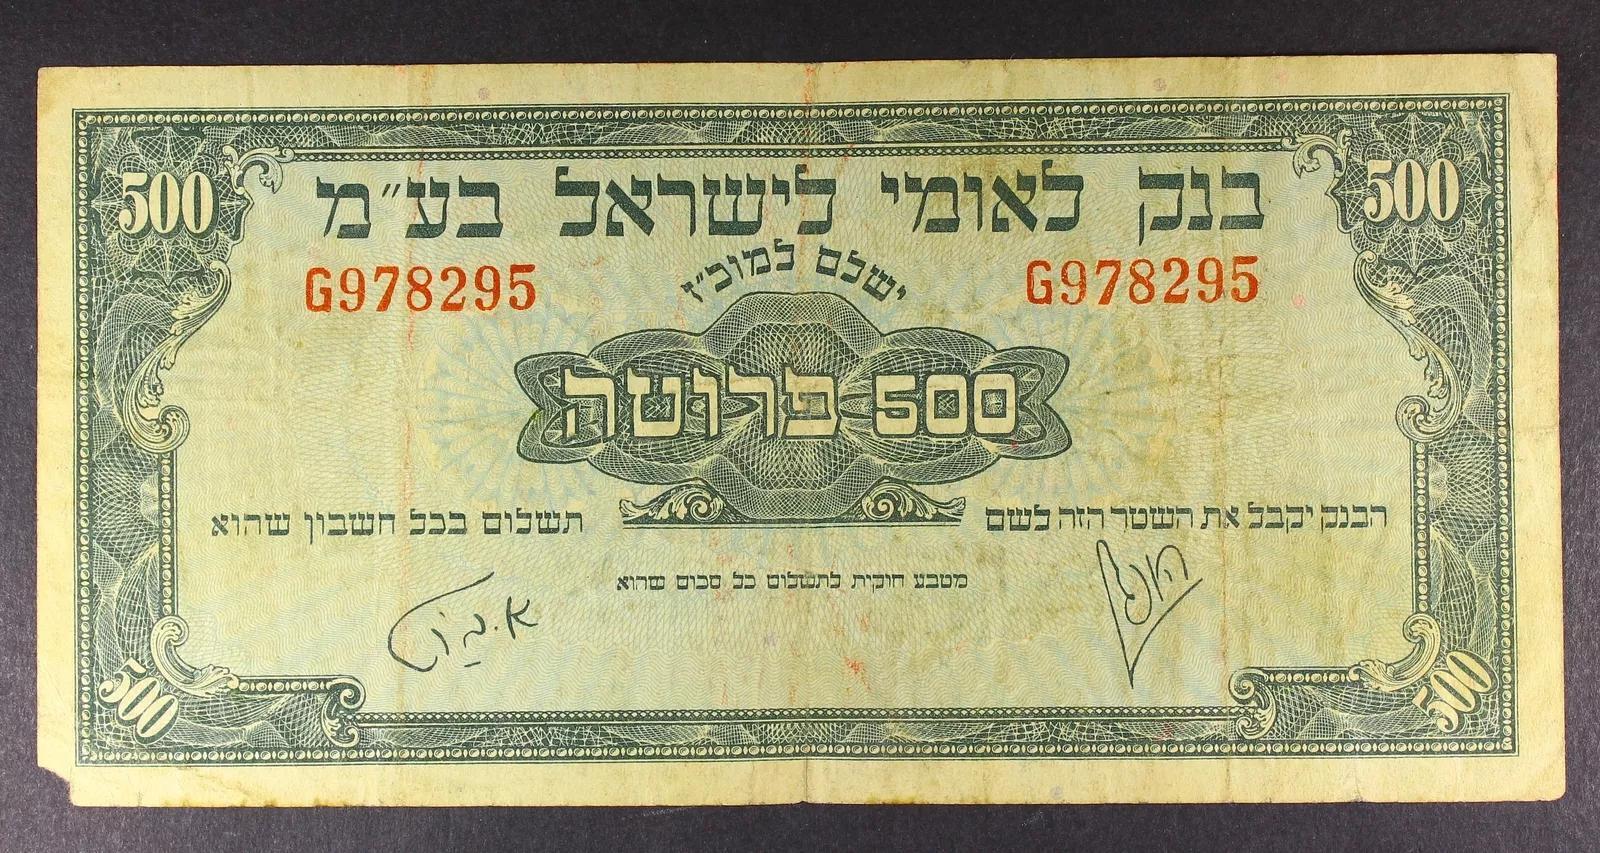 500 500
בנק לאומי לישראל בע"מ
ישלם למוכ"ז
G978295 G978295
500 פרוטה
הבנק יקבל את השטר הזה לשם תשלום בכל חשבון שהוא
מטבע חוקית לתשלום כל סכום שהוא
500 500